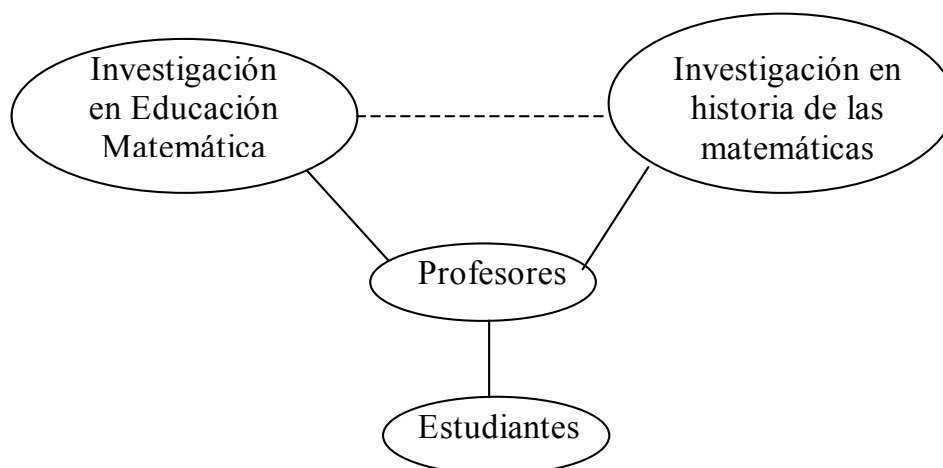 Investigación
en Educación
Matemática
Investigación en
historia de las
matemáticas
Profesores
Estudiantes